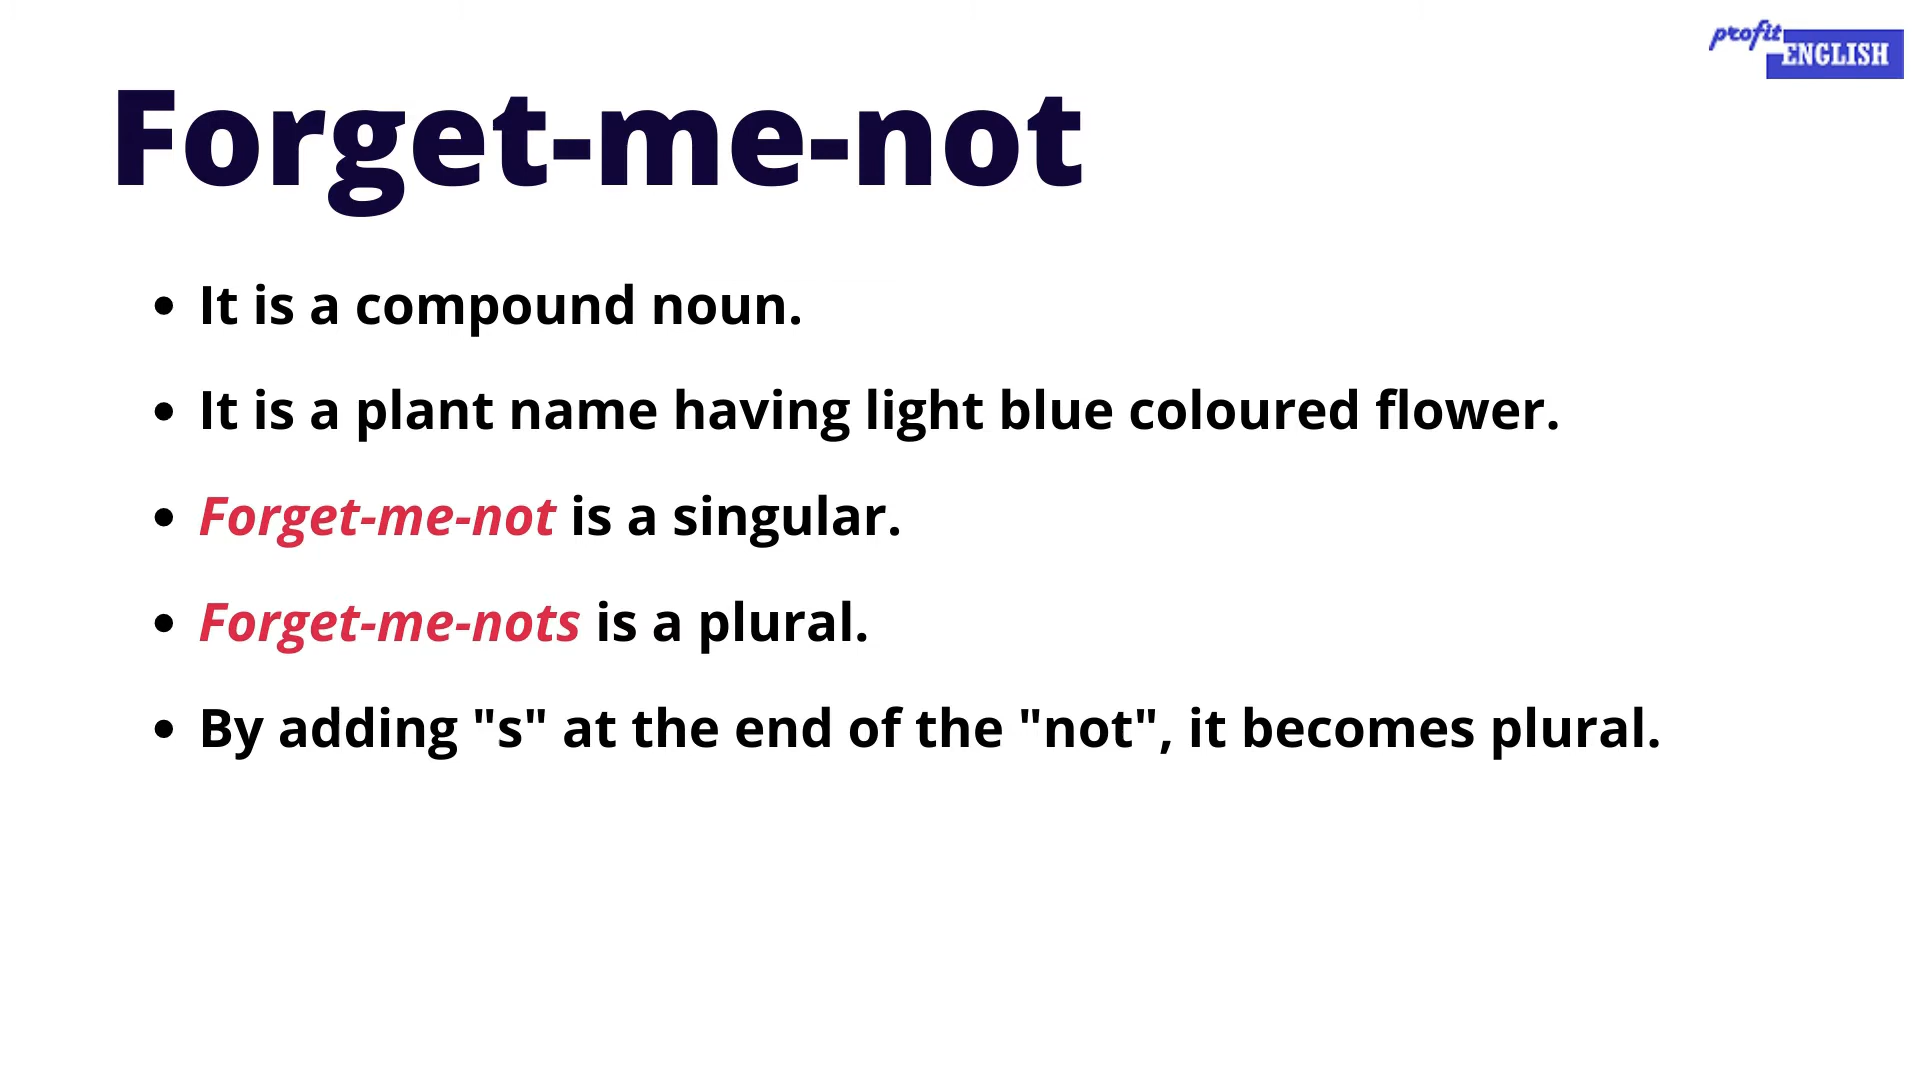 profit
ENGLISH
Forget-me-not
• It is a compound noun.
• It is a plant name having light blue coloured flower.
• Forget-me-not is a singular.
• Forget-me-nots is a plural.
• By adding "s" at the end of the "not", it becomes plural.